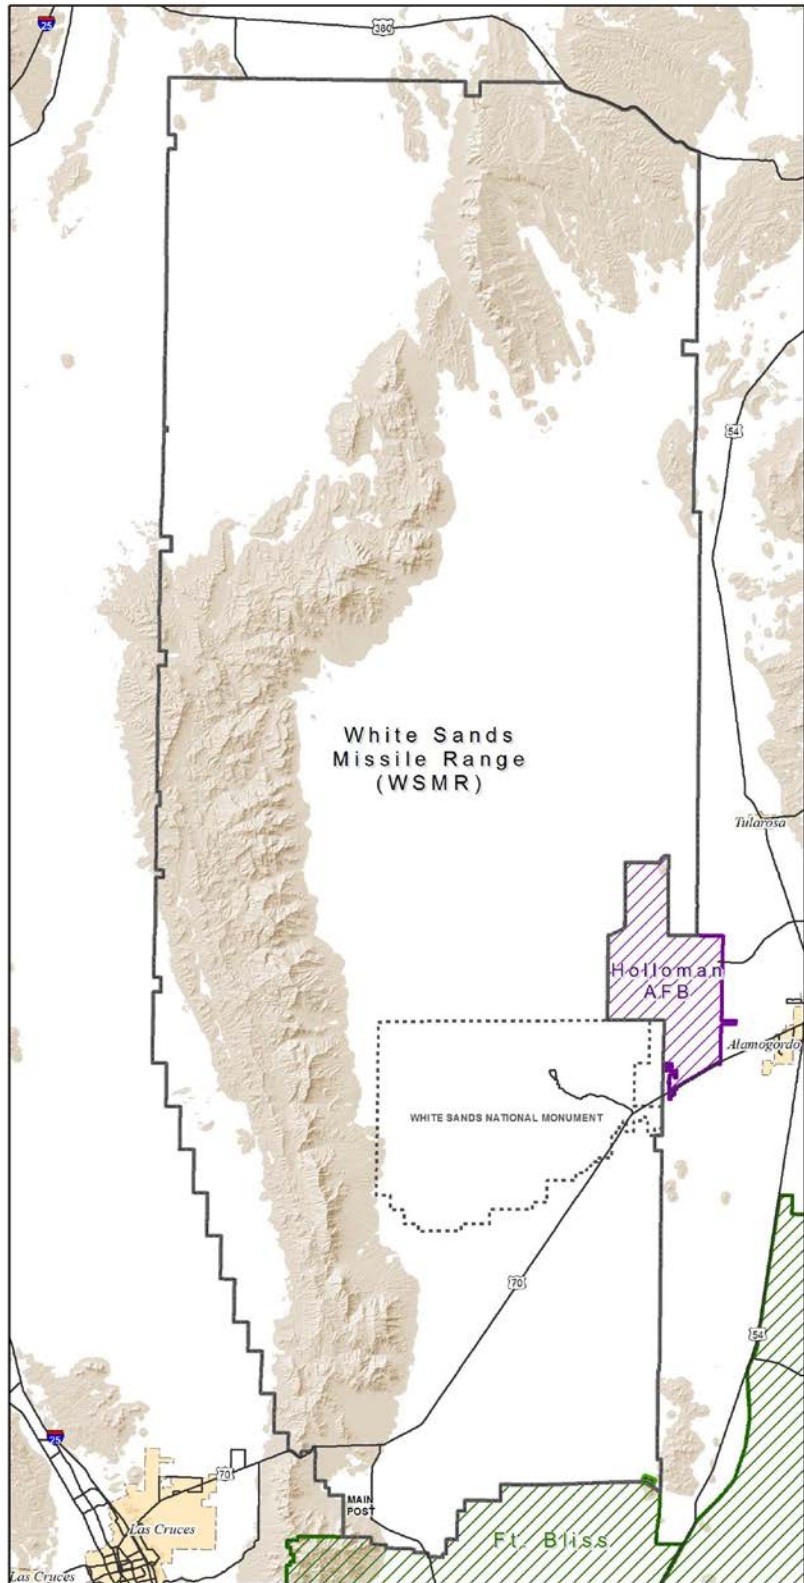 25
380
54
White Sands
Missile Range
(WSMR)
Tularosa
Holloman
AFB
Alamogordo
WHITE SANDS NATIONAL MONUMENT
70
54
25
70
MAIN
POST
Las Cruces
Ft. Bliss
Las Cruces